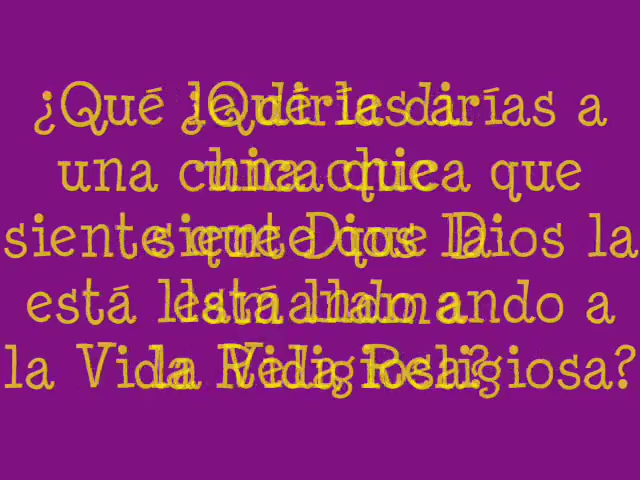 ¿Qué le dirías a
una chica que
siente que Dios la
está llamando a
la Vida Religiosa?